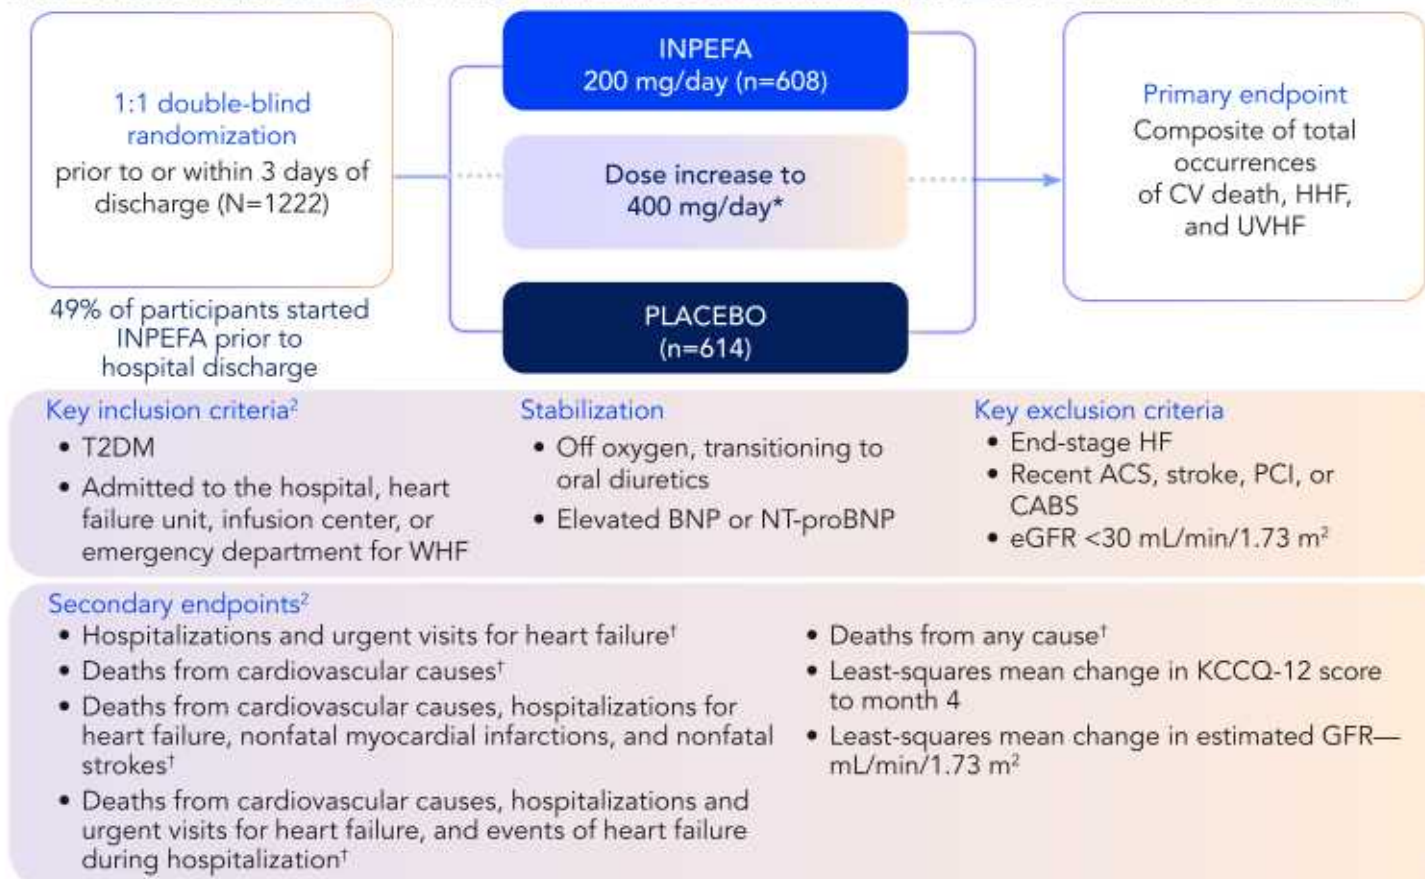 1:1 double-blind
randomization
prior to or within 3 days of
discharge (N=1222)
49% of participants started
INPEFA prior to
hospital discharge
INPEFA
200 mg/day (n=608)
Dose increase to
400 mg/day*
PLACEBO
(n=614)
Primary endpoint
Composite of total
occurrences
of CV death, HHF,
and UVHF
Key inclusion criteria²
• T2DM
• Admitted to the hospital, heart
failure unit, infusion center, or
emergency department for WHF
Stabilization
• Off oxygen, transitioning to
oral diuretics
• Elevated BNP or NT-proBNP
Key exclusion criteria
• End-stage HF
• Recent ACS, stroke, PCI, or
CABS
• eGFR <30 mL/min/1.73 m²
Secondary endpoints²
• Hospitalizations and urgent visits for heart failure†
• Deaths from cardiovascular causes†
• Deaths from cardiovascular causes, hospitalizations for
heart failure, nonfatal myocardial infarctions, and nonfatal
strokes†
• Deaths from cardiovascular causes, hospitalizations and
urgent visits for heart failure, and events of heart failure
during hospitalization†
• Deaths from any cause†
• Least-squares mean change in KCCQ-12 score
to month 4
• Least-squares mean change in estimated GFR—
mL/min/1.73 m²